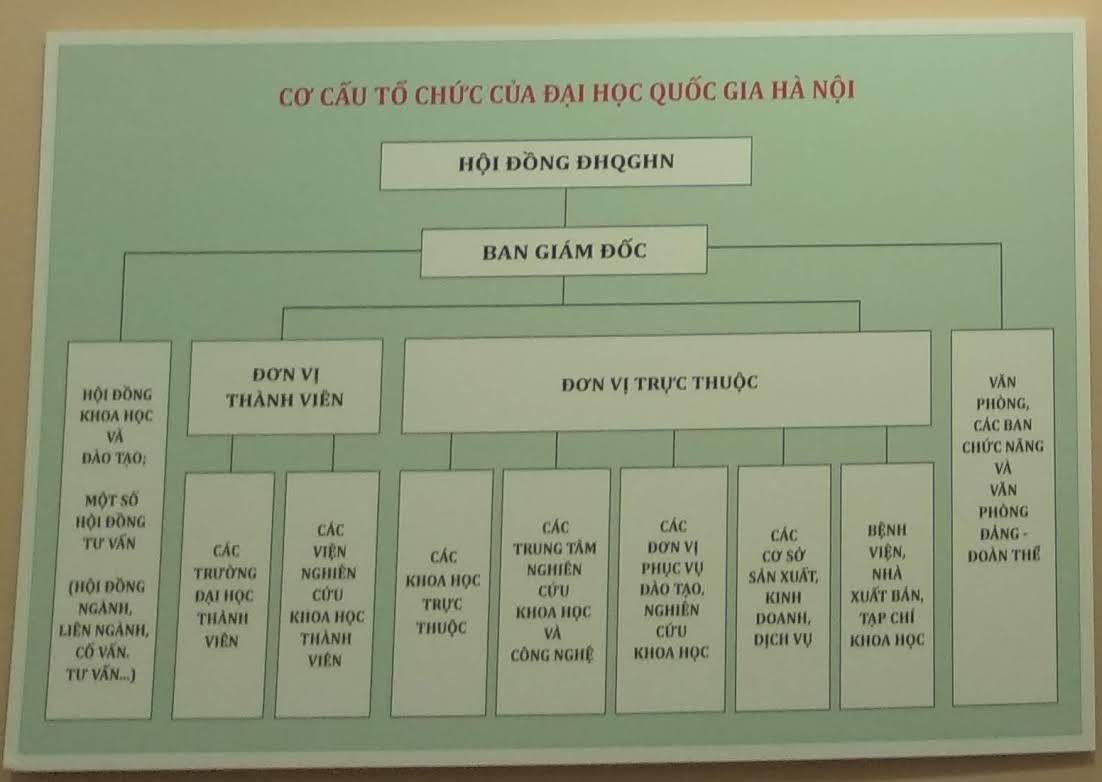 CƠ CẤU TỔ CHỨC CỦA ĐẠI HỌC QUỐC GIA HÀ NỘI
HỘI ĐỒNG ĐHQGHN
BAN GIÁM ĐỐC
HỘI ĐỒNG
KHOA HỌC
VÀ
ĐÀO TẠO;
MỘT SỐ
HỘI ĐỒNG
TƯ VẤN
(HỘI ĐỒNG
NGÀNH,
LIÊN NGÀNH,
CỐ VẤN,
TƯ VẤN...)
ĐƠN VỊ
THÀNH VIÊN
CÁC
TRƯỜNG
ĐẠI HỌC
THÀNH
VIÊN
CÁC
VIỆN
NGHIÊN
CỨU
KHOA HỌC
THÀNH
VIÊN
ĐƠN VỊ TRỰC THUỘC
CÁC
KHOA HỌC
TRỰC
THUỘC
CÁC
TRUNG TÂM
NGHIÊN
CỨU
KHOA HỌC
VÀ
CÔNG NGHỆ
CÁC
ĐƠN VỊ
PHỤC VỤ
ĐÀO TẠO,
NGHIÊN
CỨU
KHOA HỌC
CÁC
CƠ SỞ
SẢN XUẤT,
KINH
DOANH,
DỊCH VỤ
BỆNH
VIỆN,
NHÀ
XUẤT BẢN,
TẠP CHÍ
KHOA HỌC
VĂN
PHÒNG,
CÁC BAN
CHỨC NĂNG
VÀ
VĂN
PHÒNG
ĐẢNG -
ĐOÀN THỂ